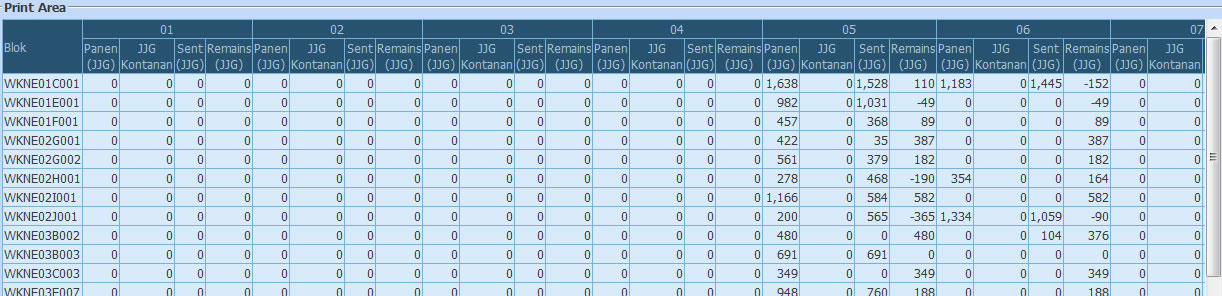 Print Area
Blok 01 02 03 04 05 06 07
Panen (JJG) JJG Kontanan Sent (JJG) Remains (JJG) Panen (JJG) JJG Kontanan Sent (JJG) Remains (JJG) Panen (JJG) JJG Kontanan Sent (JJG) Remains (JJG) Panen (JJG) JJG Kontanan Sent (JJG) Remains (JJG) Panen (JJG) JJG Kontanan Sent (JJG) Remains (JJG) Panen (JJG) JJG Kontanan Sent (JJG) Remains (JJG) Panen (JJG) JJG Kontanan
WKNE01C001 0 0 0 0 0 0 0 0 0 0 0 0 0 0 0 0 1,638 0 1,528 110 1,183 0 1,445 -152 0 0
WKNE01E001 0 0 0 0 0 0 0 0 0 0 0 0 0 0 0 0 982 0 1,031 -49 0 0 0 -49 0 0
WKNE01F001 0 0 0 0 0 0 0 0 0 0 0 0 0 0 0 0 457 0 368 89 0 0 0 89 0 0
WKNE02G001 0 0 0 0 0 0 0 0 0 0 0 0 0 0 0 0 422 0 35 387 0 0 0 387 0 0
WKNE02G002 0 0 0 0 0 0 0 0 0 0 0 0 0 0 0 0 561 0 379 182 0 0 0 182 0 0
WKNE02H001 0 0 0 0 0 0 0 0 0 0 0 0 0 0 0 0 278 0 468 -190 354 0 0 164 0 0
WKNE02I001 0 0 0 0 0 0 0 0 0 0 0 0 0 0 0 0 1,166 0 584 582 0 0 0 582 0 0
WKNE02J001 0 0 0 0 0 0 0 0 0 0 0 0 0 0 0 0 200 0 565 -365 1,334 0 1,059 -90 0 0
WKNE03B002 0 0 0 0 0 0 0 0 0 0 0 0 0 0 0 0 480 0 0 480 0 0 104 376 0 0
WKNE03B003 0 0 0 0 0 0 0 0 0 0 0 0 0 0 0 0 691 0 691 0 0 0 0 0 0 0
WKNE03C003 0 0 0 0 0 0 0 0 0 0 0 0 0 0 0 0 349 0 0 349 0 0 0 349 0 0
WKNE03E007 0 0 0 0 0 0 0 0 0 0 0 0 0 0 0 0 948 0 760 188 0 0 0 188 0 0